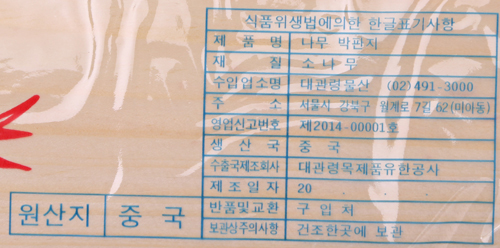 식품위생법에의한 한글표기사항
제 품 명 나무 박판지
재 질 소 나 무
수입업소명 대관령물산 (02)491-3000
주 소 서울시 강북구 월계로 7길 62(미아동)
영업신고번호 제2014-00001호
생 산 국 중 국
수출국제조회사 대관령목제품유한공사
제 조 일 자 20
반품및교환 구 입 처
보관상주의사항 건조한곳에 보관
원산지 중 국